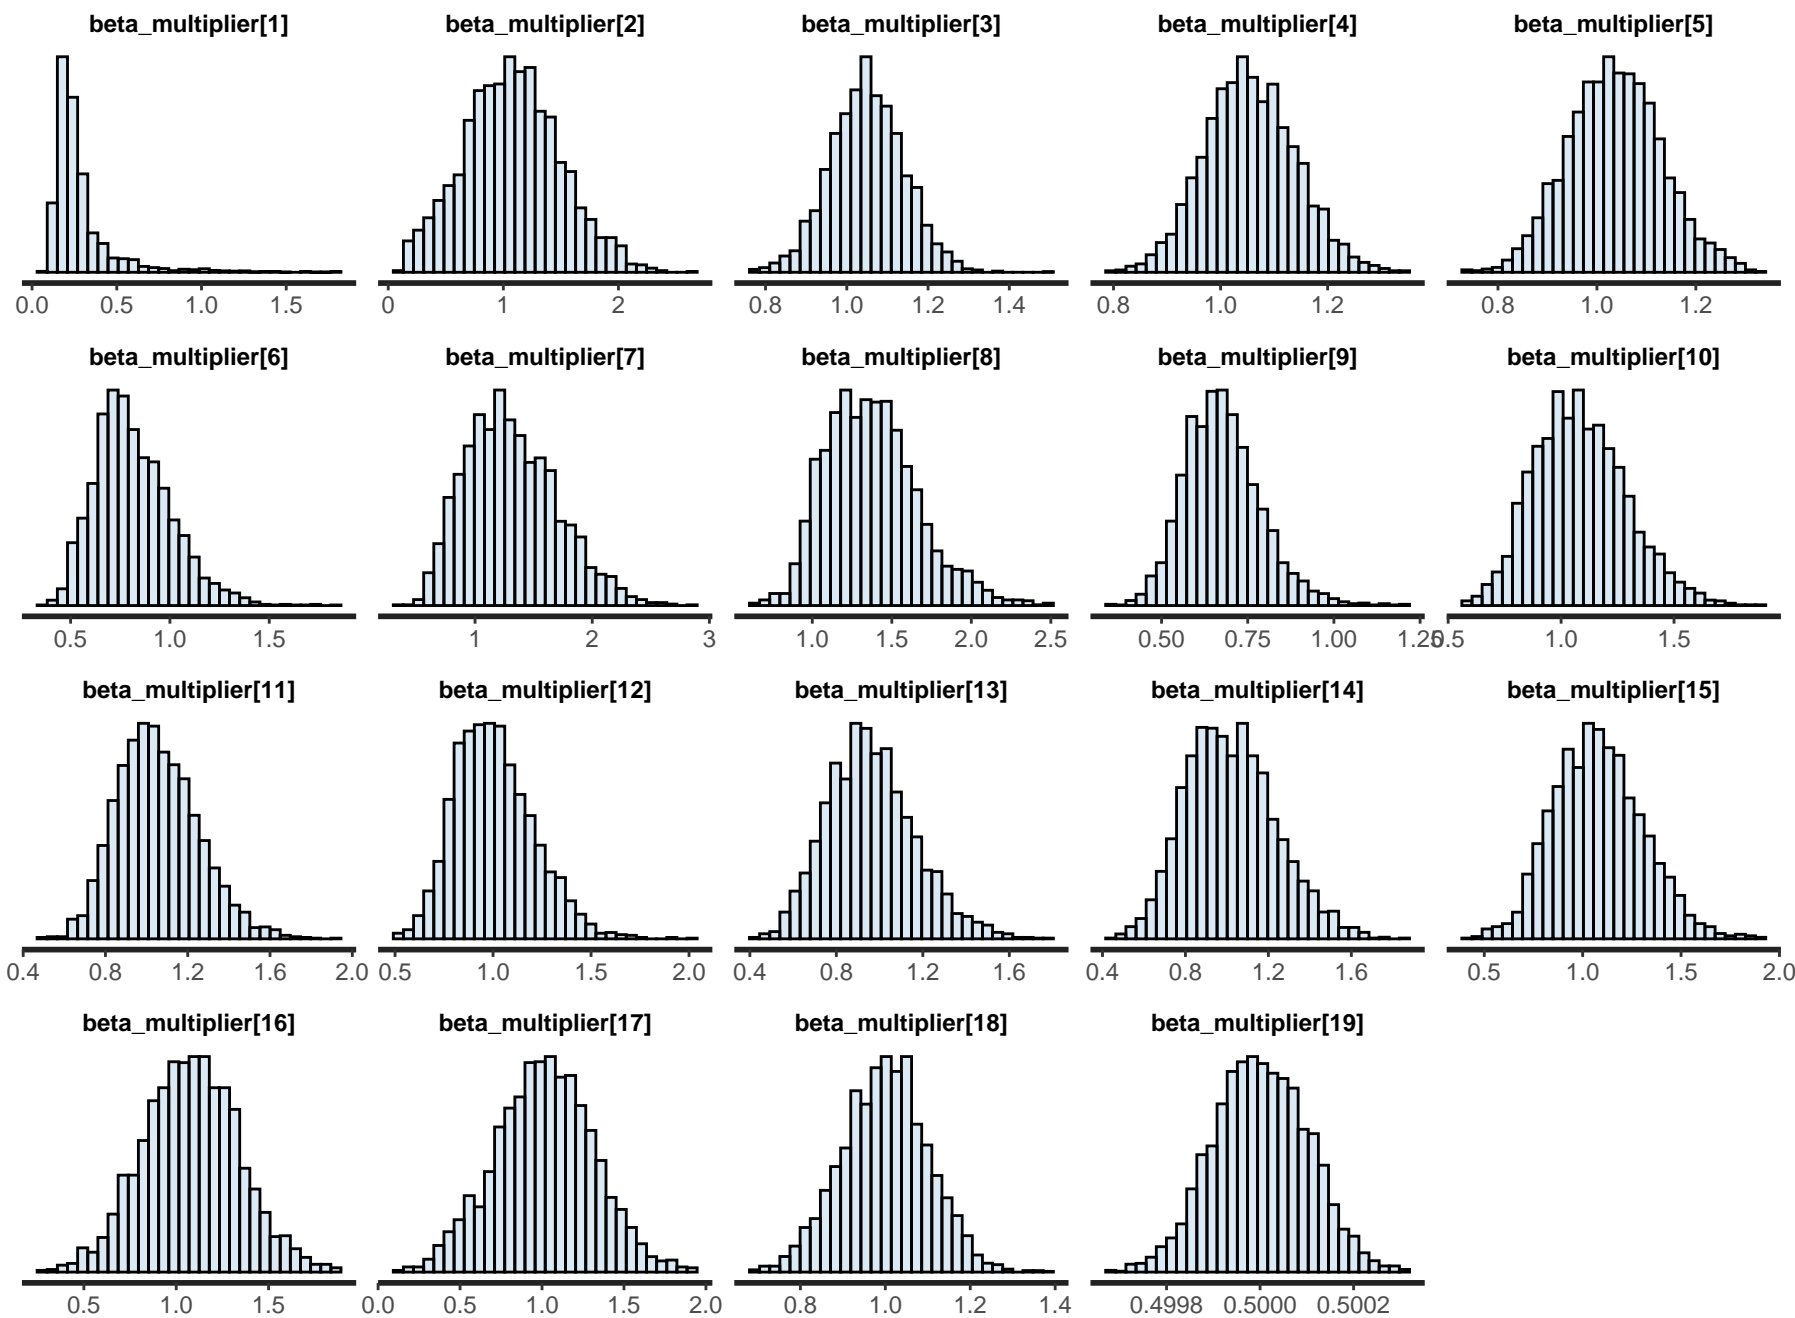 beta_multiplier[1] beta_multiplier[2] beta_multiplier[3] beta_multiplier[4] beta_multiplier[5]
0.0 0.5 1.0 1.5 0 1 2 0.8 1.0 1.2 1.4 0.8 1.0 1.2 0.8 1.0 1.2
beta_multiplier[6] beta_multiplier[7] beta_multiplier[8] beta_multiplier[9] beta_multiplier[10]
0.5 1.0 1.5 1 2 3 1.0 1.5 2.0 2.5 0.50 0.75 1.00 1.25 0.5 1.0 1.5
beta_multiplier[11] beta_multiplier[12] beta_multiplier[13] beta_multiplier[14] beta_multiplier[15]
0.4 0.8 1.2 1.6 2.0 0.5 1.0 1.5 2.0 0.4 0.8 1.2 1.6 0.4 0.8 1.2 1.6 0.5 1.0 1.5 2.0
beta_multiplier[16] beta_multiplier[17] beta_multiplier[18] beta_multiplier[19]
0.5 1.0 1.5 0.0 0.5 1.0 1.5 2.0 0.8 1.0 1.2 1.4 0.4998 0.5000 0.5002